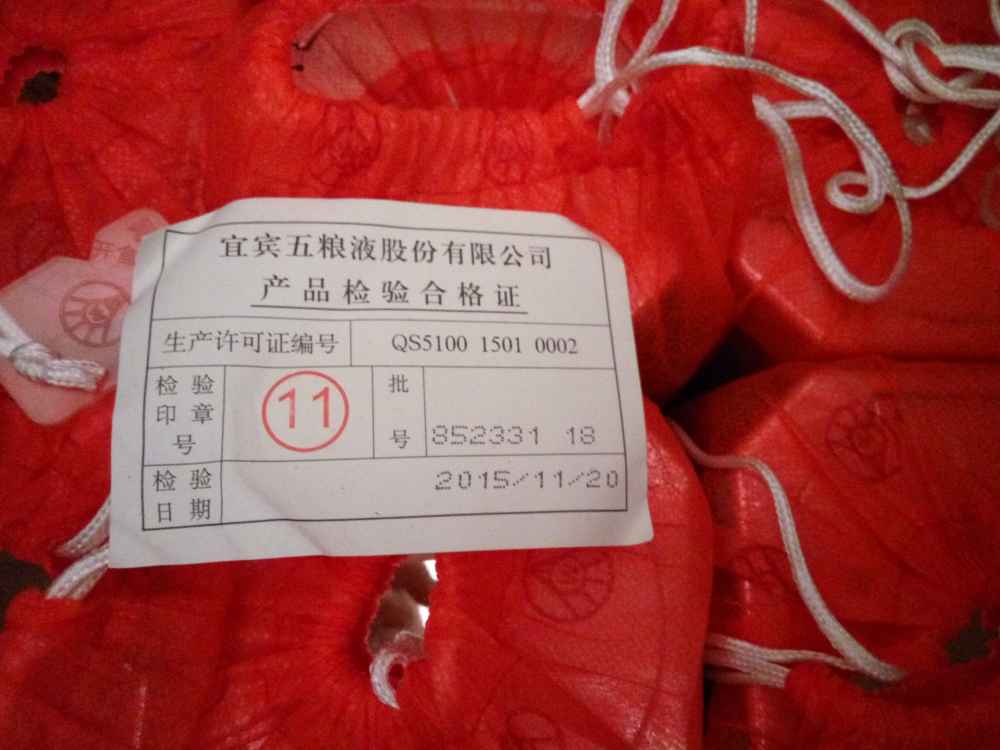 宜宾五粮液股份有限公司
产品检验合格证
生产许可证编号 QS5100 1501 0002
检验印章号 11 批号 852331 18
检验日期 2015/11/20
开盒